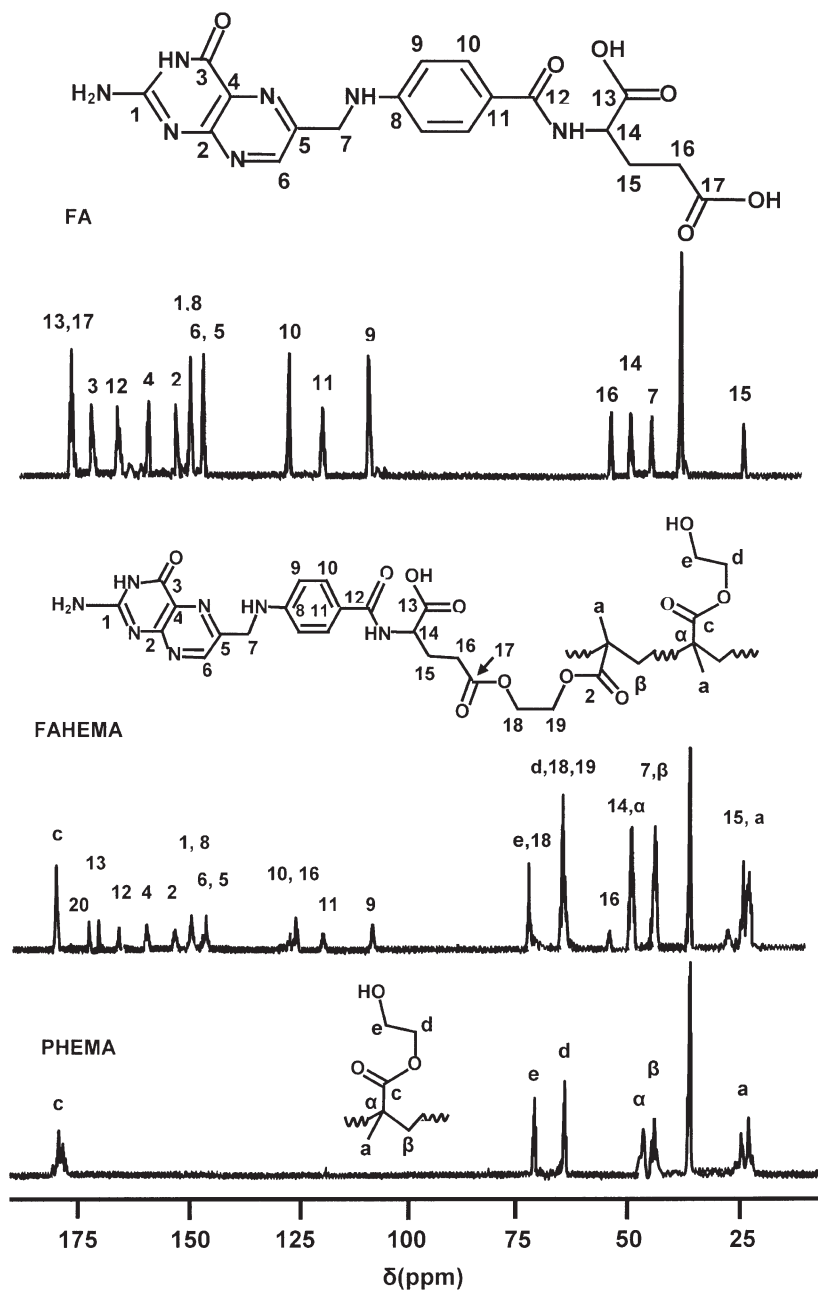 O
HN
3
4
H₂N
1
N
2
N
N
5
6
7
NH
8
9
10
11
O
12
NH
OH
13
O
14
15
16
17
OH
O
FA
1,8
13,17
6, 5
3
12
4
2
10
11
9
16
14
7
15
HO
e
d
O
O
c
α
a
β
a
O
HN
3
4
H₂N
1
N
2
N
N
5
6
7
NH
8
9
10
11
O
12
NH
OH
13
O
14
15
16
17
O
O
18
19
O
2
O
FAHEMA
c
13
20
12
4
2
1, 8
6, 5
10, 16
11
9
e,18
d,18,19
16
14,α
7,β
15, a
PHEMA
HO
e
d
O
O
c
α
a
β
c
e
d
α
β
a
175
150
125
100
75
50
25
δ(ppm)